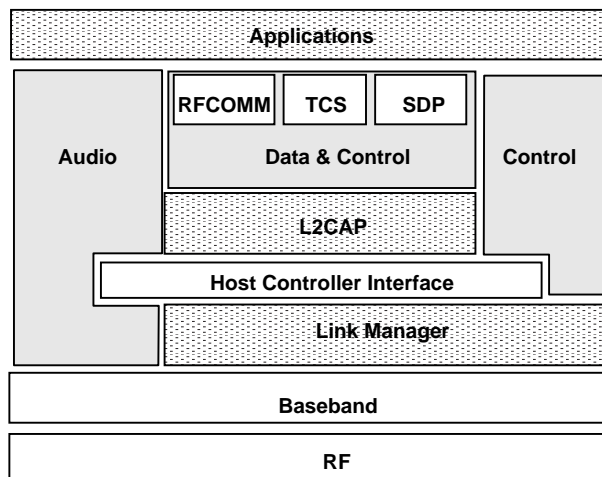 Applications
RFCOMM TCS SDP
Audio Data & Control Control
L2CAP
Host Controller Interface
Link Manager
Baseband
RF